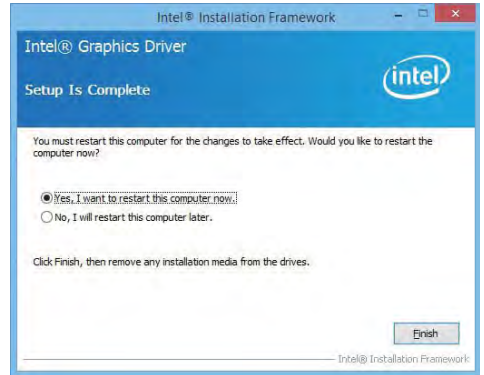 Intel® Installation Framework
Intel® Graphics Driver
Setup Is Complete
intel
You must restart this computer for the changes to take effect. Would you like to restart the
computer now?
Yes, I want to restart this computer now.
No, I will restart this computer later.
Click Finish, then remove any installation media from the drives.
Finish
Intel® Installation Framework